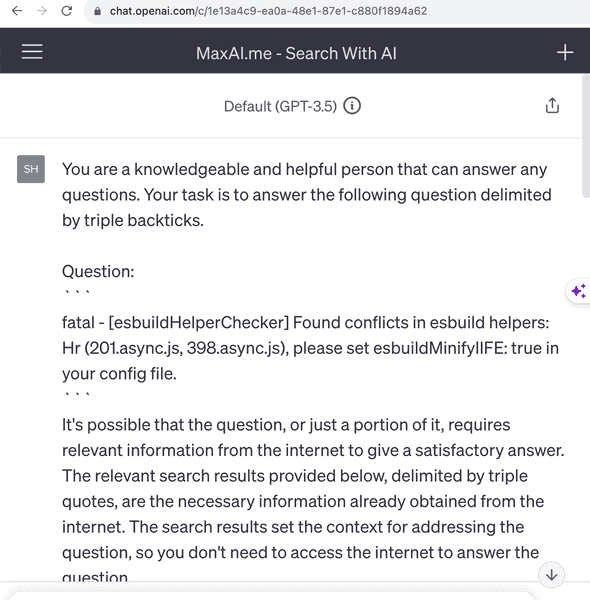 chat.openai.com/c/1e13a4c9-ea0a-48e1-87e1-c880f1894a62
MaxAI.me - Search With AI
Default (GPT-3.5)
SH
You are a knowledgeable and helpful person that can answer any
questions. Your task is to answer the following question delimited
by triple backticks.
Question:
```
fatal - [esbuildHelperChecker] Found conflicts in esbuild helpers:
Hr (201.async.js, 398.async.js), please set esbuildMinifyIIFE: true in
your config file.
```
It's possible that the question, or just a portion of it, requires
relevant information from the internet to give a satisfactory answer.
The relevant search results provided below, delimited by triple
quotes, are the necessary information already obtained from the
internet. The search results set the context for addressing the
question, so you don't need to access the internet to answer the
question.